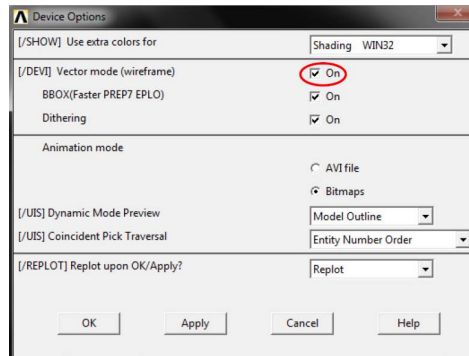 Device Options
[/SHOW] Use extra colors for Shading WIN32
[/DEVI] Vector mode (wireframe) On
BBOX(Faster PREP7 EPLO) On
Dithering On
Animation mode
AVI file
Bitmaps
[/UIS] Dynamic Mode Preview Model Outline
[/UIS] Coincident Pick Traversal Entity Number Order
[/REPLOT] Replot upon OK/Apply? Replot
OK Apply Cancel Help